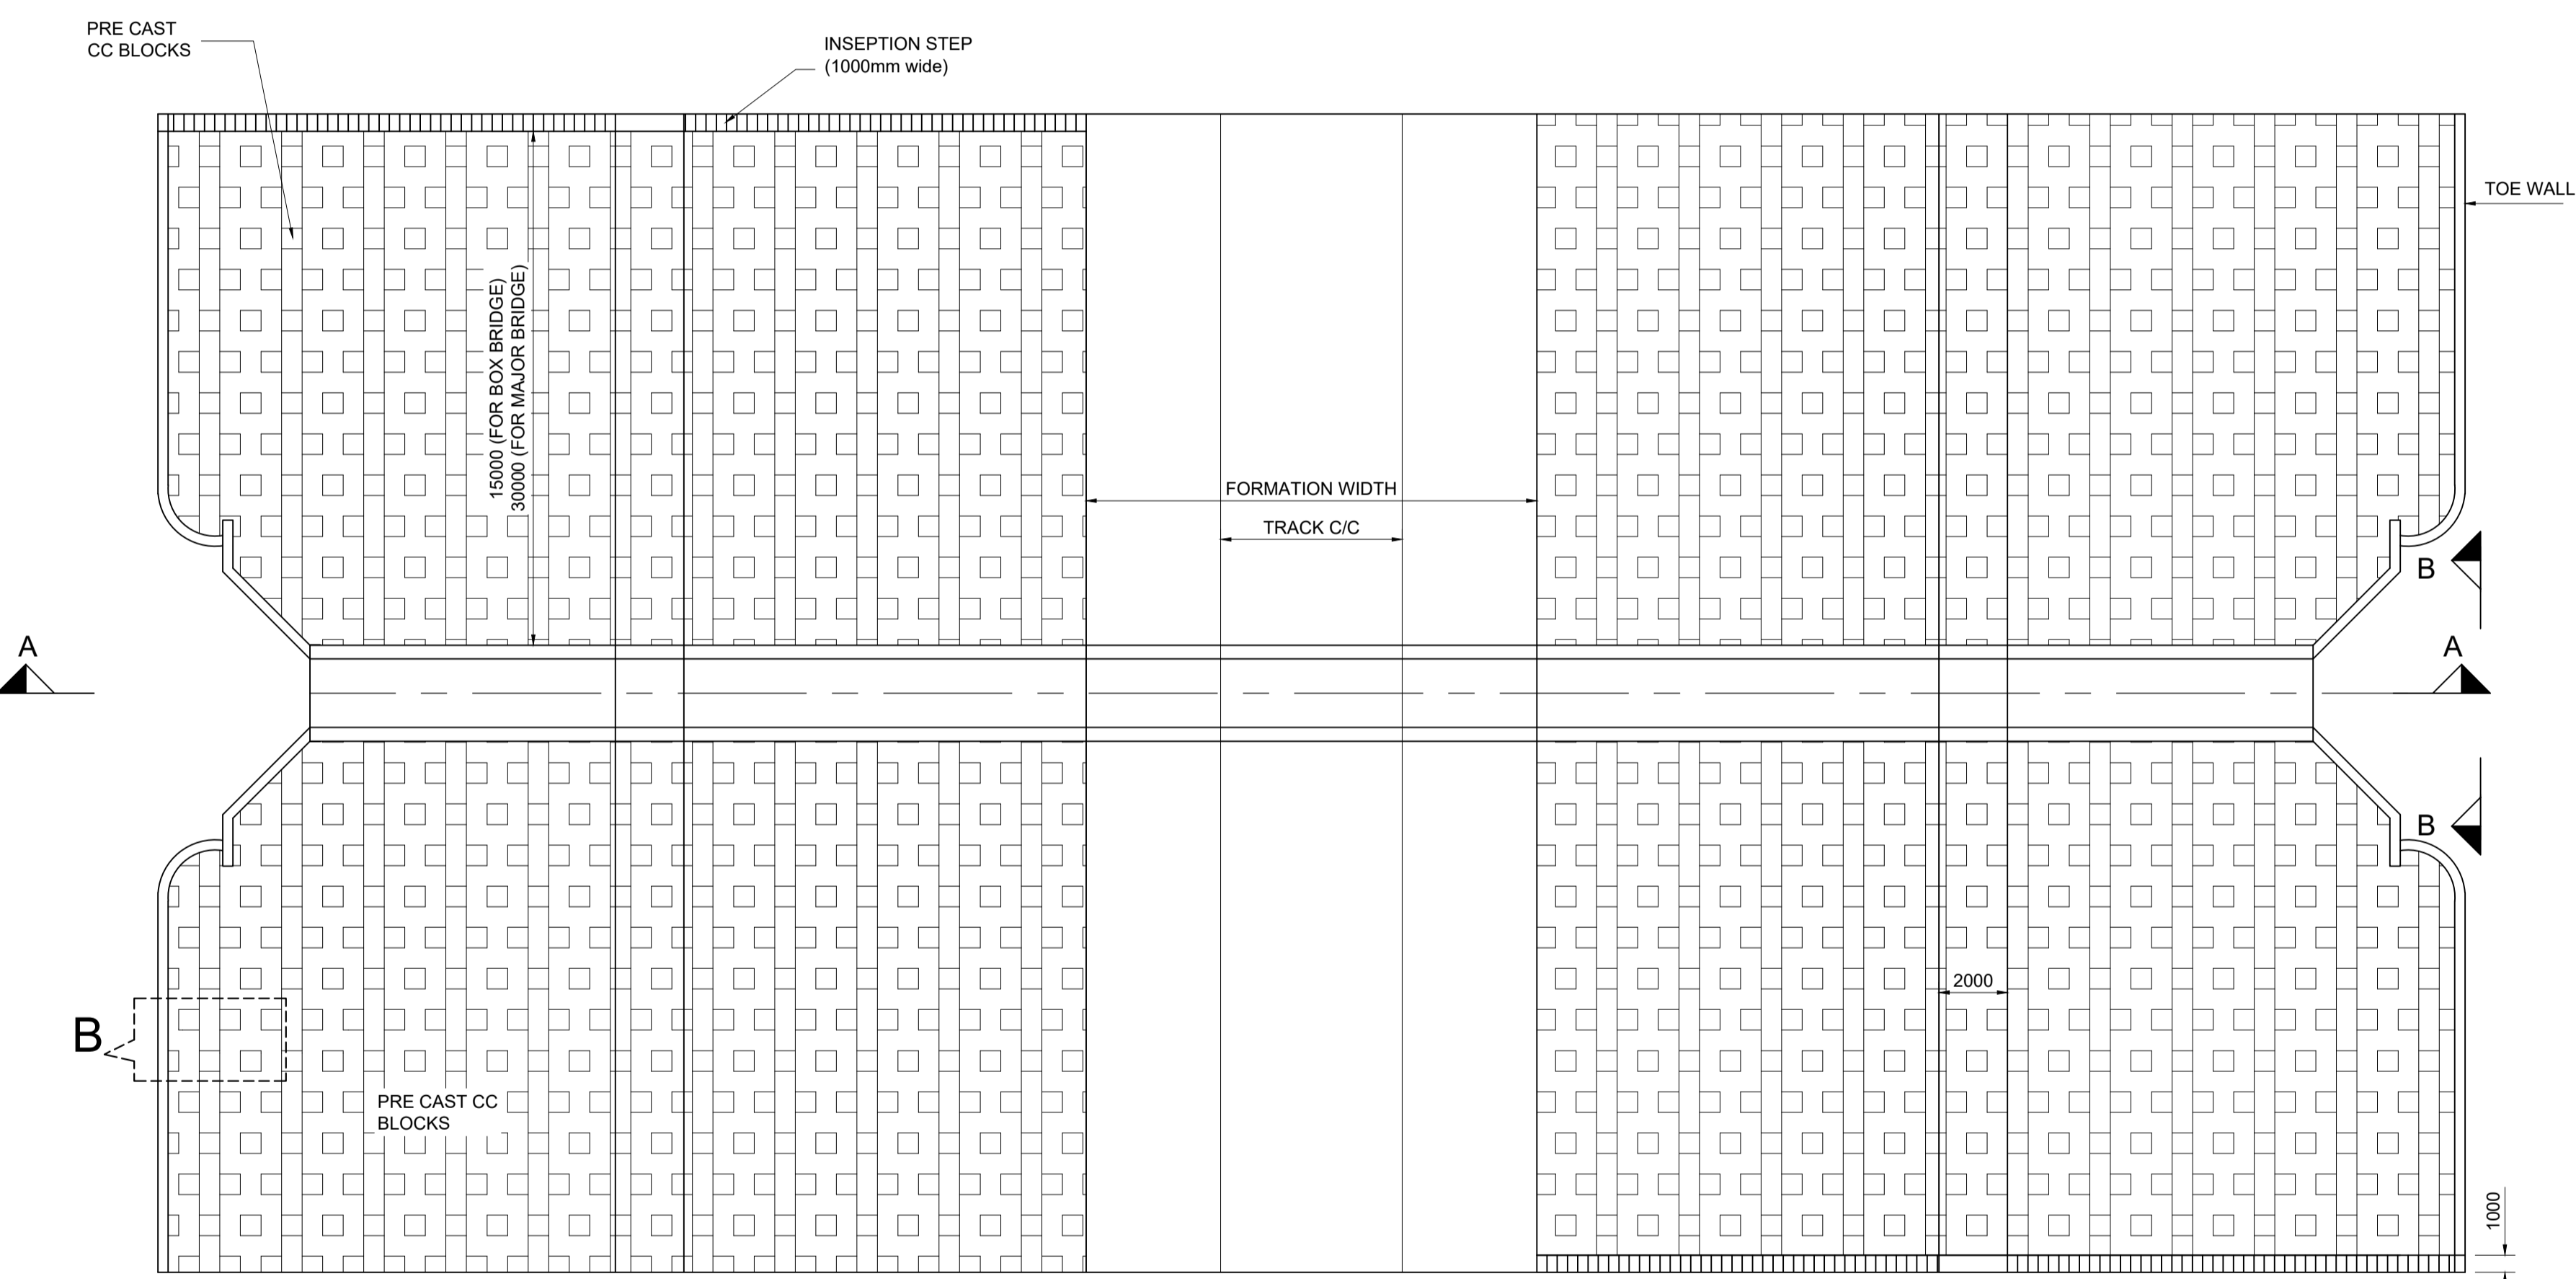 PRE CAST
CC BLOCKS
INSEPTION STEP
(1000mm wide)
TOE WALL
15000 (FOR BOX BRIDGE)
30000 (FOR MAJOR BRIDGE)
FORMATION WIDTH
TRACK C/C
B
A
A
B
2000
B
PRE CAST CC
BLOCKS
1000